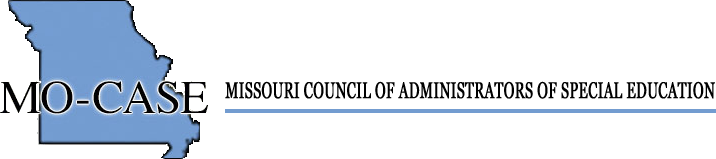 MO-CASE
MISSOURI COUNCIL OF ADMINISTRATORS OF SPECIAL EDUCATION